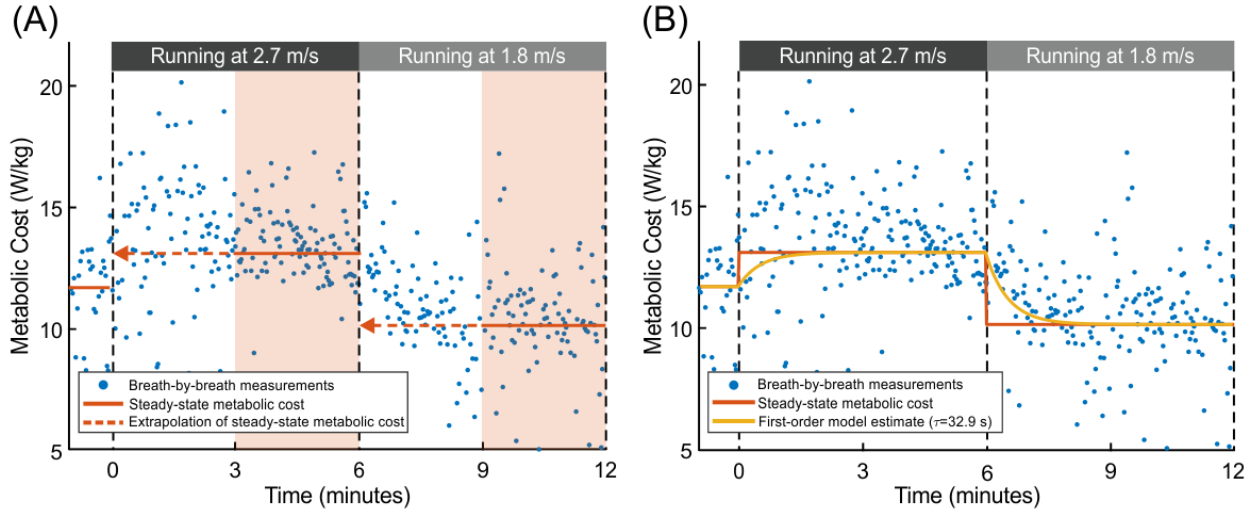 (A)
Running at 2.7 m/s
Running at 1.8 m/s
20
15
10
5
Metabolic Cost (W/kg)
Breath-by-breath measurements
Steady-state metabolic cost
Extrapolation of steady-state metabolic cost
0
3
6
9
12
Time (minutes)
(B)
Running at 2.7 m/s
Running at 1.8 m/s
20
15
10
5
Metabolic Cost (W/kg)
Breath-by-breath measurements
Steady-state metabolic cost
First-order model estimate (τ=32.9 s)
0
3
6
9
12
Time (minutes)